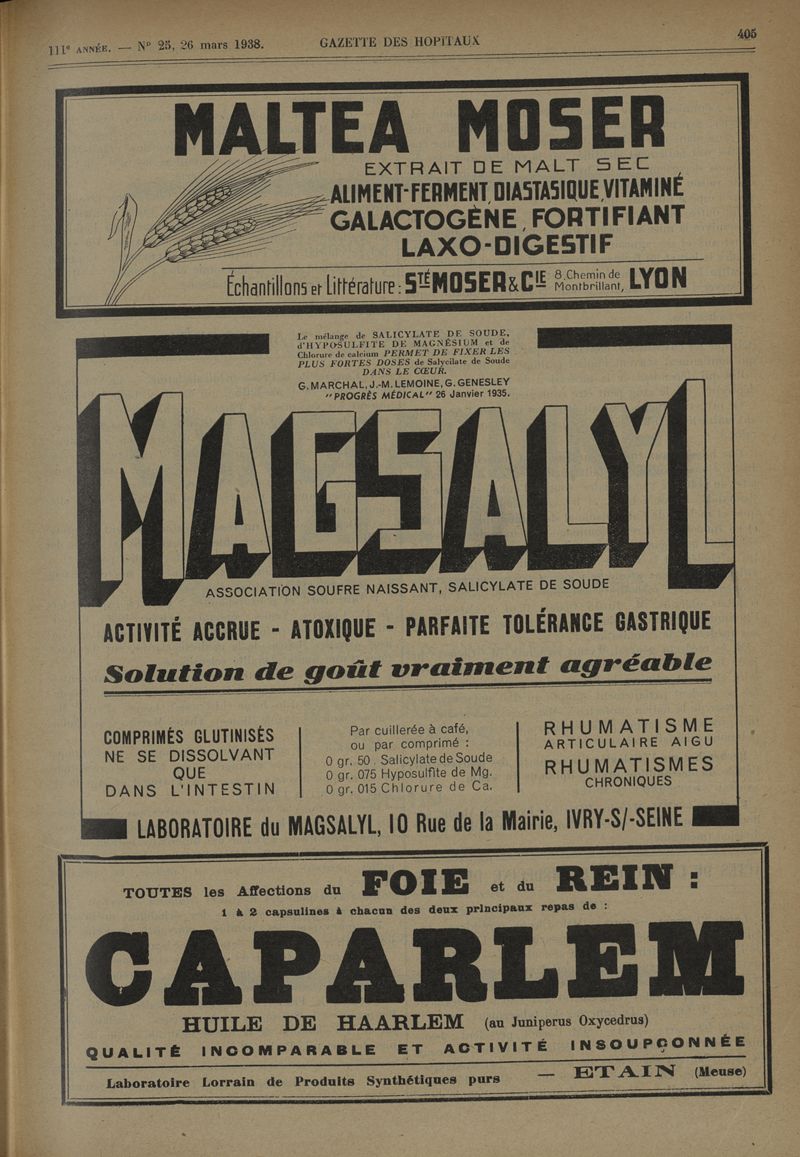 111e ANNÉE. — No 25, 26 mars 1938. GAZETTE DES HOPITAUX 405
MALTEA MOSER
EXTRAIT DE MALT SEC
ALIMENT-FERMENT, DIASTASIQUE, VITAMINÉ
GALACTOGÈNE, FORTIFIANT
LAXO-DIGESTIF
Échantillons et Littérature : STÉ MOSER & CIE 8, Chemin de Montbrillant, LYON
Le mélange de SALICYLATE DE SOUDE,
d'HYPOSULFITE DE MAGNÉSIUM et de
Chlorure de calcium PERMET DE FIXER LES
PLUS FORTES DOSES de Salycilate de Soude
DANS LE CŒUR.
G. MARCHAL, J.-M. LEMOINE, G. GENESLEY
"PROGRÈS MÉDICAL" 26 Janvier 1935.
MAGSALYL
ASSOCIATION SOUFRE NAISSANT, SALICYLATE DE SOUDE
ACTIVITÉ ACCRUE - ATOXIQUE - PARFAITE TOLÉRANCE GASTRIQUE
Solution de goût vraiment agréable
COMPRIMÉS GLUTINISÉS
NE SE DISSOLVANT
QUE
DANS L'INTESTIN
Par cuillerée à café,
ou par comprimé :
0 gr. 50 . Salicylate de Soude
0 gr. 075 Hyposulfite de Mg.
0 gr. 015 Chlorure de Ca.
RHUMATISME
ARTICULAIRE AIGU
RHUMATISMES
CHRONIQUES
LABORATOIRE du MAGSALYL, 10 Rue de la Mairie, IVRY-S/-SEINE
TOUTES les Affections du FOIE et du REIN :
1 à 2 capsulines à chacun des deux principaux repas de :
CAPARLEM
HUILE DE HAARLEM (au Juniperus Oxycedrus)
QUALITÉ INCOMPARABLE ET ACTIVITÉ INSOUPÇONNÉE
Laboratoire Lorrain de Produits Synthétiques purs — ETAIN (Meuse)